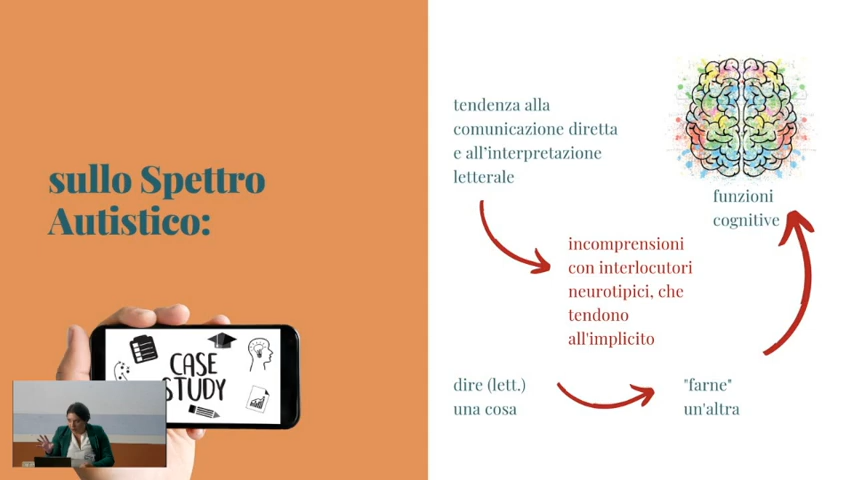 sullo Spettro
Autistico:
CASE
STUDY
tendenza alla
comunicazione diretta
e all'interpretazione
letterale
funzioni
cognitive
incomprensioni
con interlocutori
neurotipici, che
tendono
all'implicito
dire (lett.)
una cosa
"farne"
un'altra